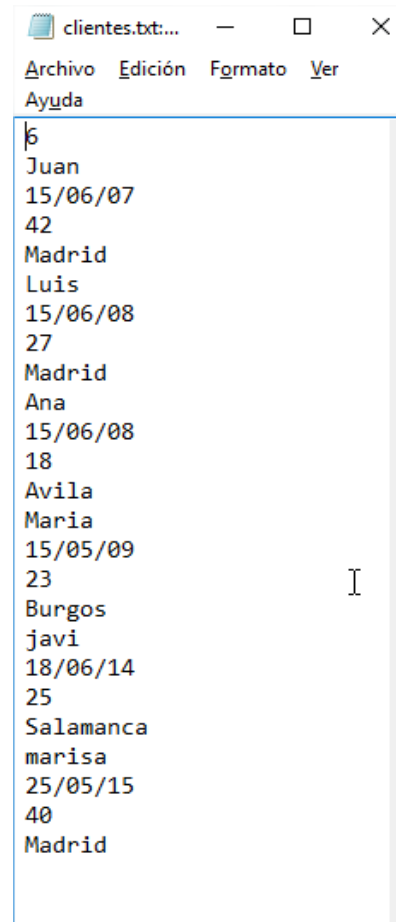 clientes.txt:...
Archivo Edición Formato Ver
Ayuda
6
Juan
15/06/07
42
Madrid
Luis
15/06/08
27
Madrid
Ana
15/06/08
18
Avila
Maria
15/05/09
23
Burgos
javi
18/06/14
25
Salamanca
marisa
25/05/15
40
Madrid